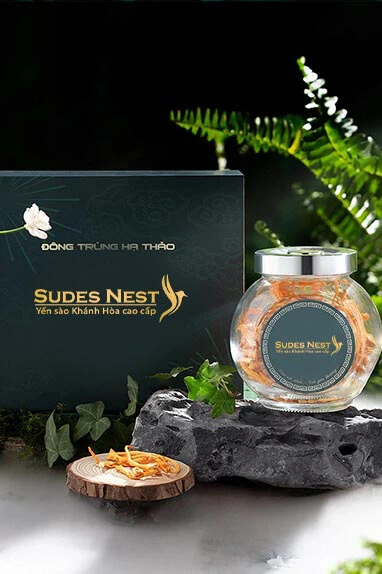 ĐÔNG TRÙNG HẠ THẢO
SUDES NEST
Yến sào Khánh Hòa cao cấp
SUDES NEST
Yến sào Khánh Hòa cao cấp